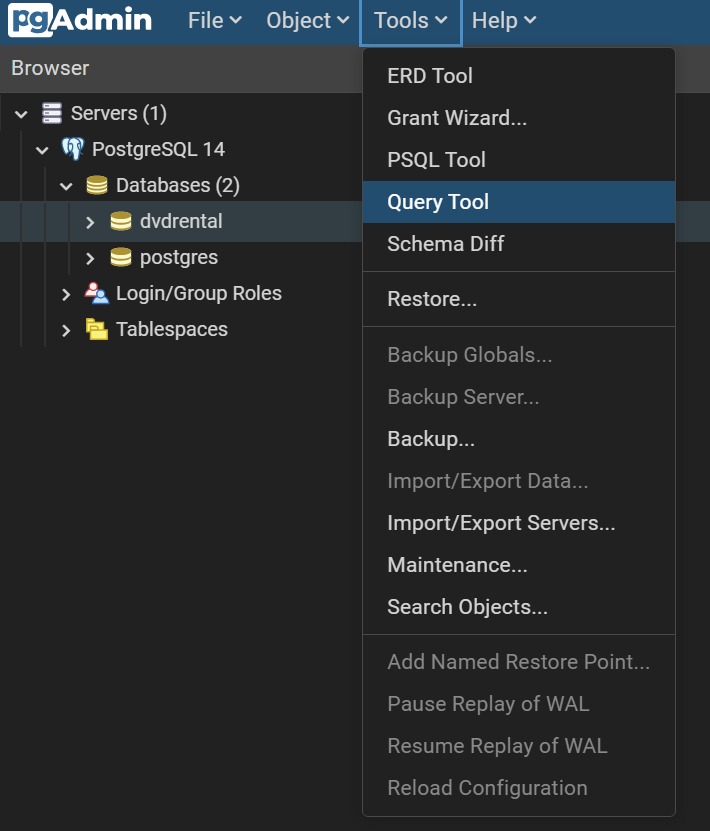 pgAdmin File Object Tools Help
Browser
Servers (1)
PostgreSQL 14
Databases (2)
dvdrental
postgres
Login/Group Roles
Tablespaces
ERD Tool
Grant Wizard...
PSQL Tool
Query Tool
Schema Diff
Restore...
Backup Globals...
Backup Server...
Backup...
Import/Export Data...
Import/Export Servers...
Maintenance...
Search Objects...
Add Named Restore Point...
Pause Replay of WAL
Resume Replay of WAL
Reload Configuration